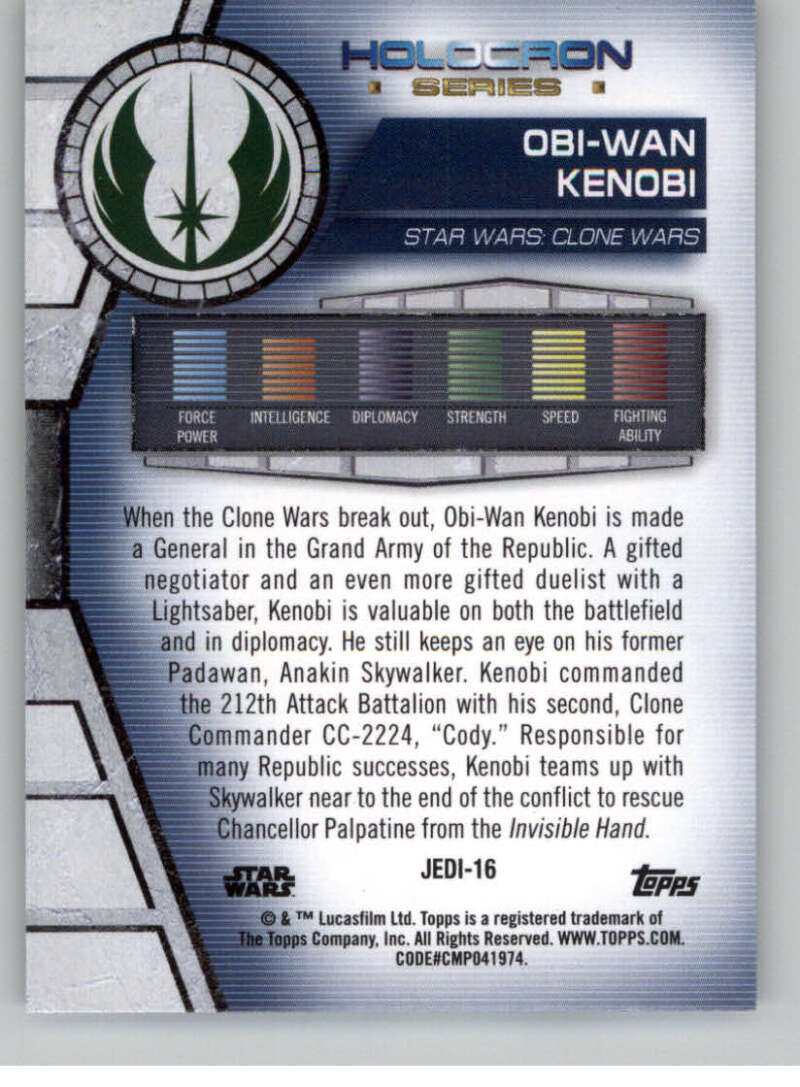 HOLOCRON
SERIES
OBI-WAN
KENOBI
STAR WARS: CLONE WARS
FORCE POWER
INTELLIGENCE
DIPLOMACY
STRENGTH
SPEED
FIGHTING ABILITY
When the Clone Wars break out, Obi-Wan Kenobi is made
a General in the Grand Army of the Republic. A gifted
negotiator and an even more gifted duelist with a
Lightsaber, Kenobi is valuable on both the battlefield
and in diplomacy. He still keeps an eye on his former
Padawan, Anakin Skywalker. Kenobi commanded
the 212th Attack Battalion with his second, Clone
Commander CC-2224, “Cody.” Responsible for
many Republic successes, Kenobi teams up with
Skywalker near to the end of the conflict to rescue
Chancellor Palpatine from the Invisible Hand.
STAR WARS
JEDI-16
topps
© & ™ Lucasfilm Ltd. Topps is a registered trademark of
The Topps Company, Inc. All Rights Reserved. WWW.TOPPS.COM.
CODE#CMP041974.